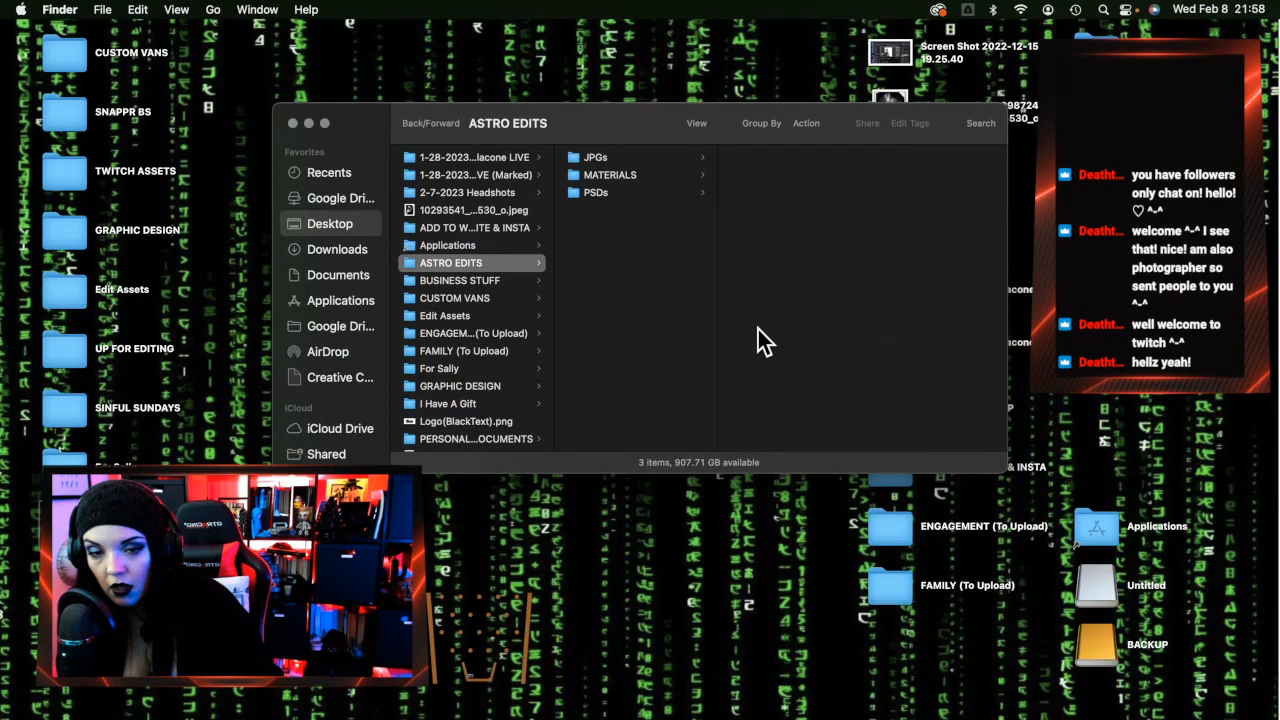 Finder File Edit View Go Window Help
Wed Feb 8 21:58
CUSTOM VANS
SNAPPR BS
TWITCH ASSETS
GRAPHIC DESIGN
Edit Assets
UP FOR EDITING
SINFUL SUNDAYS
Back/Forward ASTRO EDITS View Group By Action Share Edit Tags Search
Favorites
Recents
Google Dri...
Desktop
Downloads
Documents
Applications
Google Dri...
AirDrop
Creative C...
iCloud
iCloud Drive
Shared
1-28-2023...lacone LIVE
1-28-2023...VE (Marked)
2-7-2023 Headshots
10293541_...530_o.jpeg
ADD TO W...ITE & INSTA
Applications
ASTRO EDITS
BUSINESS STUFF
CUSTOM VANS
Edit Assets
ENGAGEM...(To Upload)
FAMILY (To Upload)
For Sally
GRAPHIC DESIGN
I Have A Gift
Logo(BlackText).png
PERSONAL...OCUMENTS
JPGs
MATERIALS
PSDs
3 items, 907.71 GB available
Screen Shot 2022-12-15
19.25.40
98724
530_o
Deatht... you have followers
only chat on! hello!
♡ ^-^
Deatht... welcome ^-^ I see
that! nice! am also
photographer so
sent people to you
^-^
Deatht... well welcome to
twitch ^-^
Deatht... hellz yeah!
lacone
lacone
& INSTA
ENGAGEMENT (To Upload)
FAMILY (To Upload)
Applications
Untitled
BACKUP